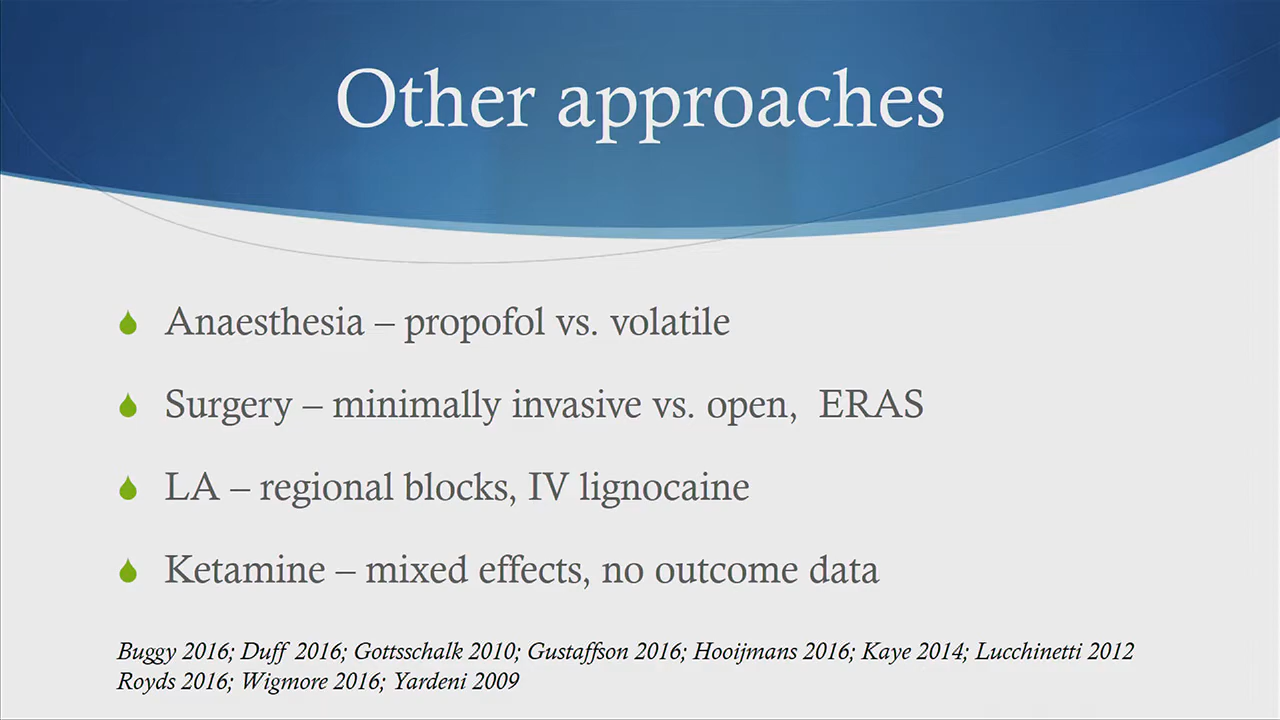 Other approaches
Anaesthesia – propofol vs. volatile
Surgery – minimally invasive vs. open, ERAS
LA – regional blocks, IV lignocaine
Ketamine – mixed effects, no outcome data
Buggy 2016; Duff 2016; Gottsschalk 2010; Gustaffson 2016; Hooijmans 2016; Kaye 2014; Lucchinetti 2012
Royds 2016; Wigmore 2016; Yardeni 2009